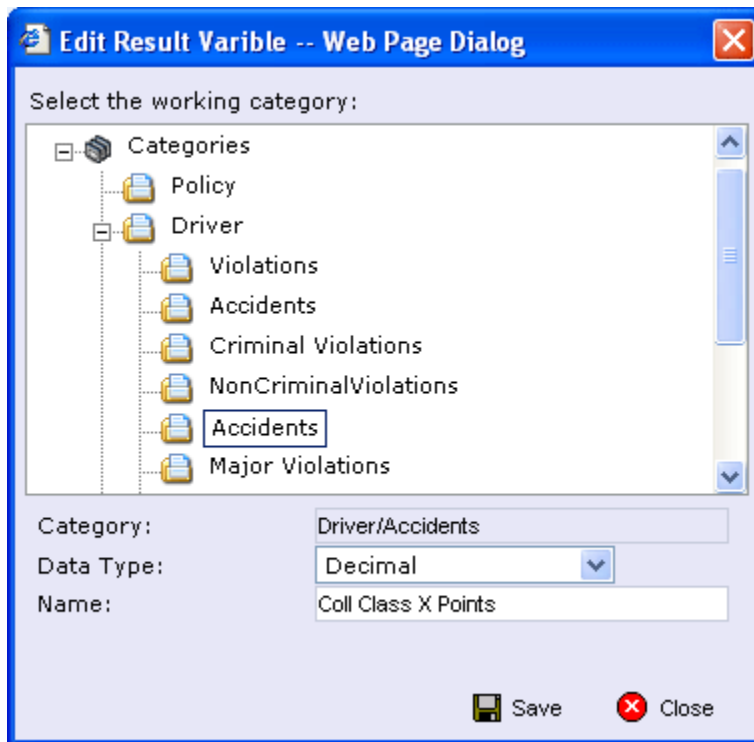 Edit Result Varible -- Web Page Dialog
Select the working category:
Categories
Policy
Driver
Violations
Accidents
Criminal Violations
NonCriminalViolations
Accidents
Major Violations
Category: Driver/Accidents
Data Type: Decimal
Name: Coll Class X Points
Save Close